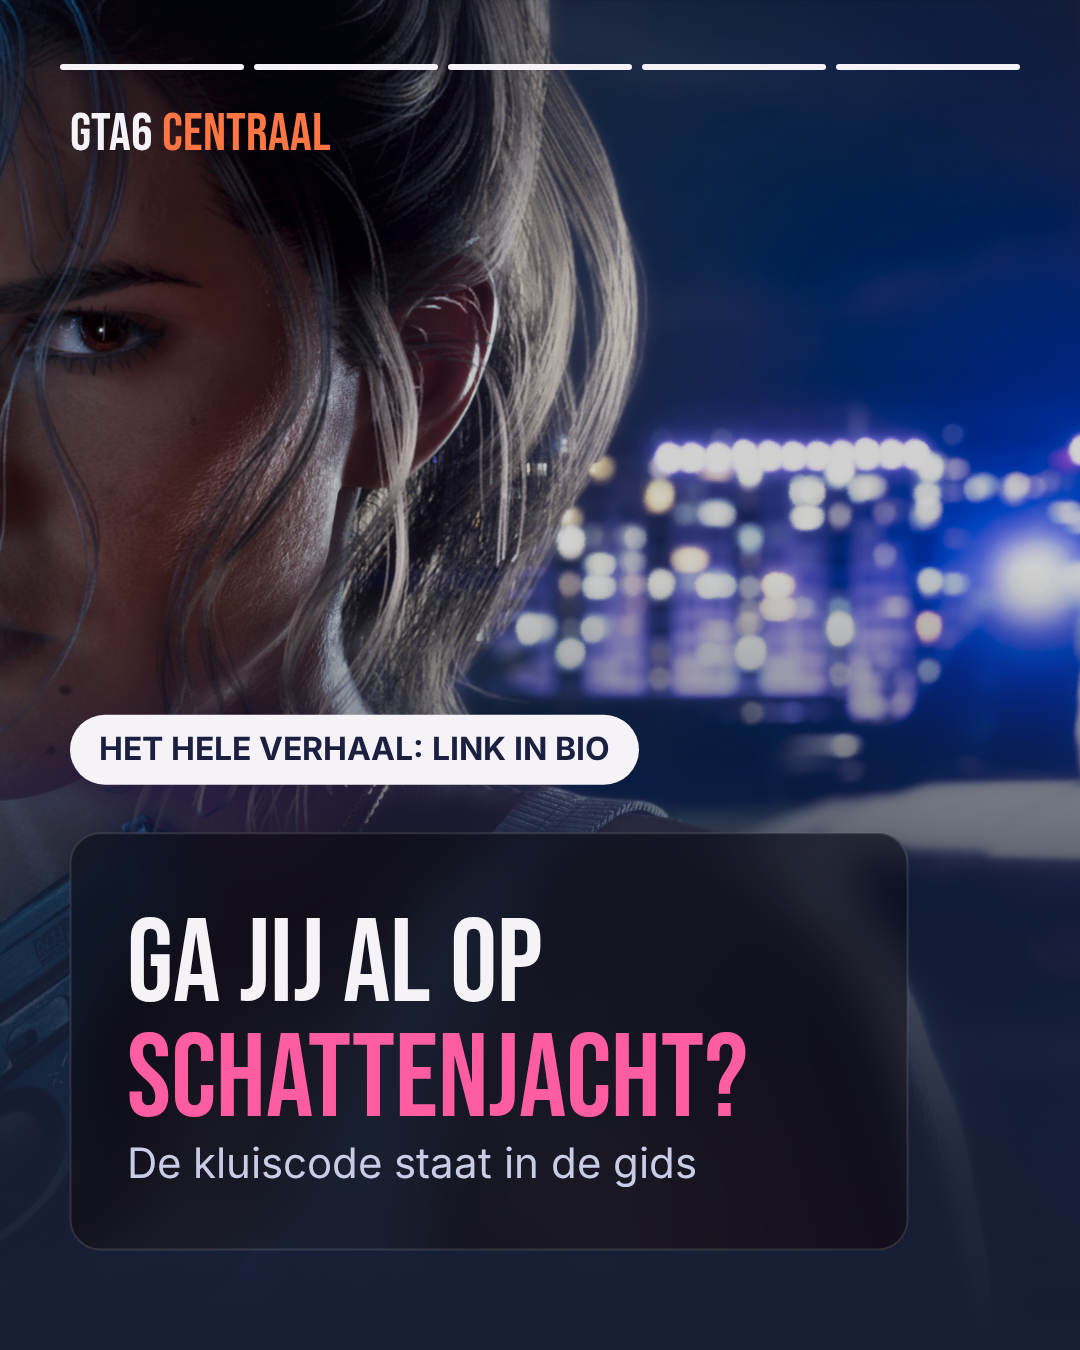 GTA6 CENTRAAL
HET HELE VERHAAL: LINK IN BIO
GA JIJ AL OP
SCHATTENJACHT?
De kluiscode staat in de gids